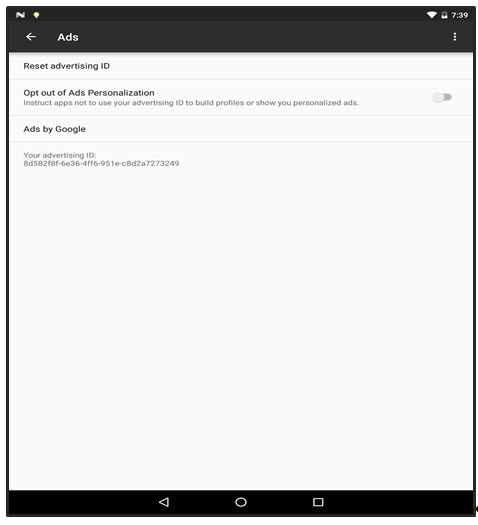 7:39
Ads
Reset advertising ID
Opt out of Ads Personalization
Instruct apps not to use your advertising ID to build profiles or show you personalized ads.
Ads by Google
Your advertising ID:
8d582f8f-6e36-4ff6-951e-c8d2a7273249